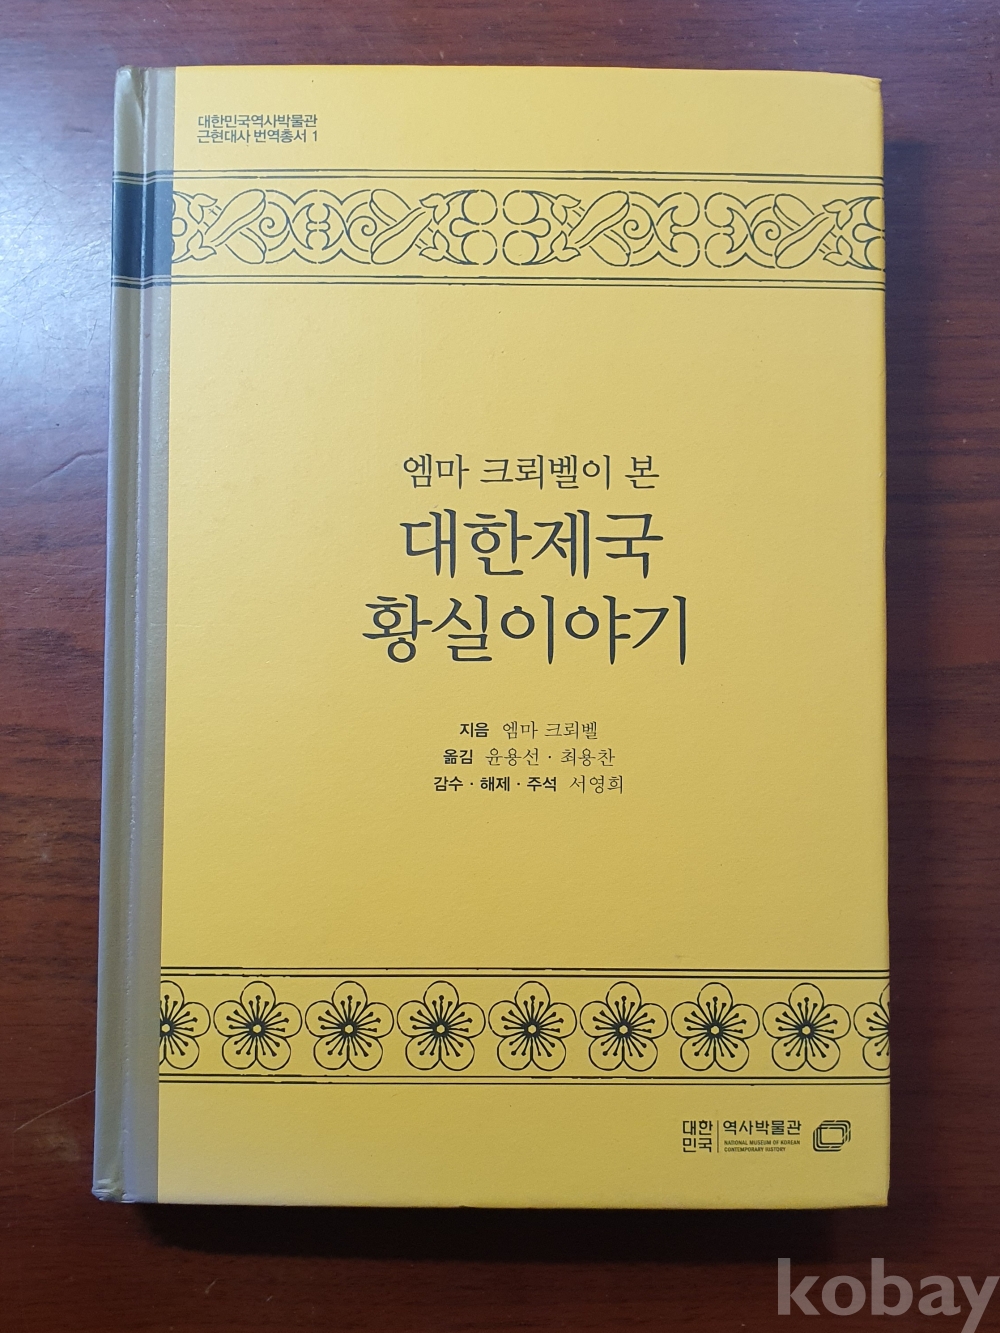 대한민국역사박물관
근현대사 번역총서 1
엠마 크뢰벨이 본
대한제국
황실이야기
지음 엠마 크뢰벨
옮김 윤용선 · 최용찬
감수 · 해제 · 주석 서영희
대한 역사박물관
민국 NATIONAL MUSEUM OF KOREAN
CONTEMPORARY HISTORY
kobay